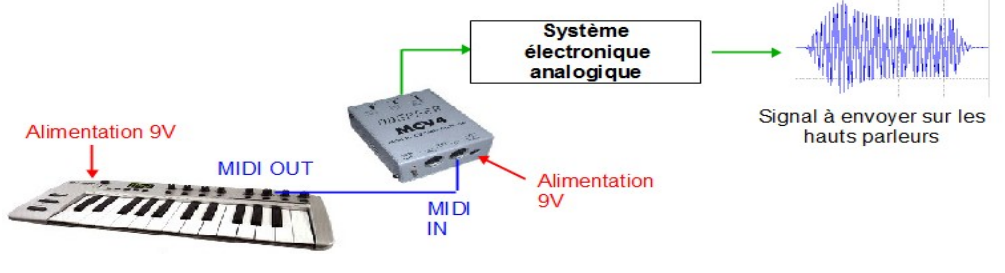 Système
électronique
analogique
Signal à envoyer sur les
hauts parleurs
MCV4
Alimentation 9V
MIDI OUT
MIDI
IN
Alimentation
9V